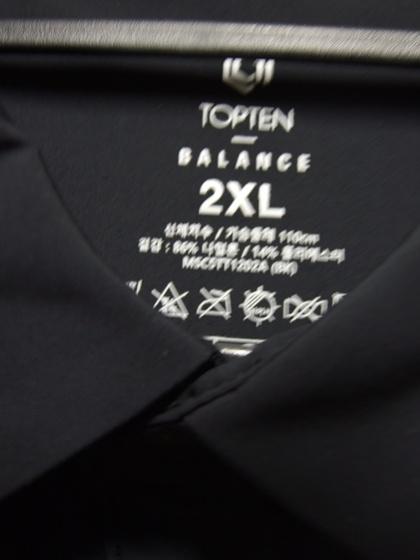 TOPTEN
BALANCE
2XL
신체치수 / 가슴둘레 110cm
겉감 : 86% 나일론 / 14% 폴리에스터
MSC5TT1202A (BK)